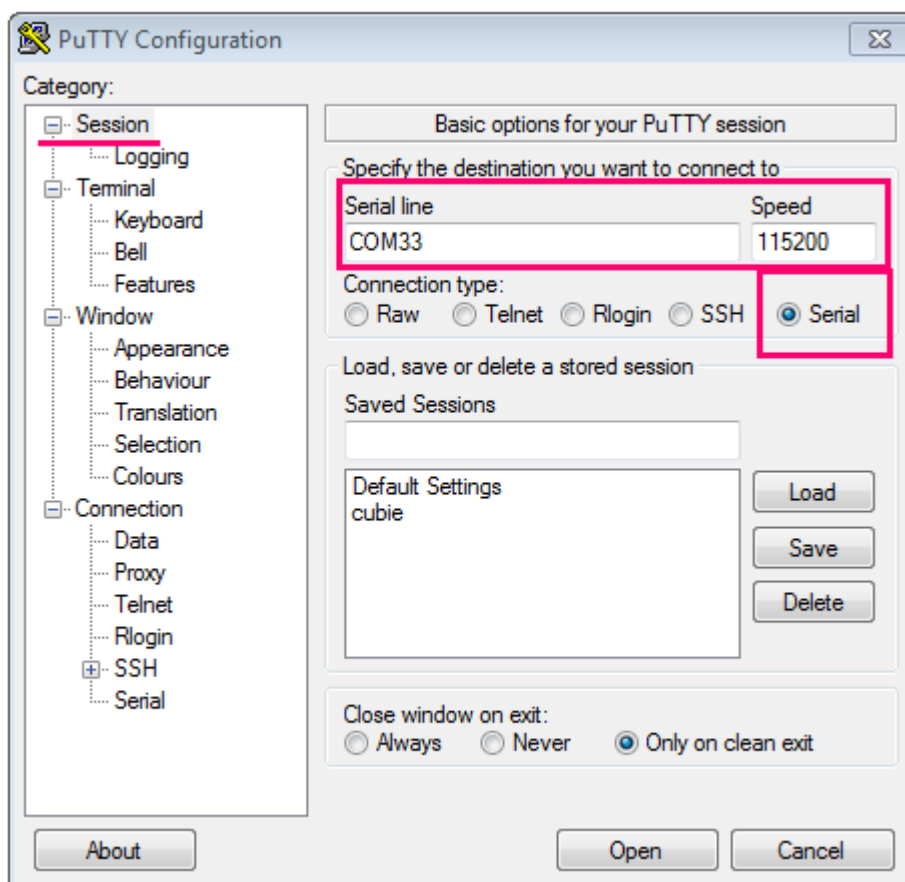 PuTTY Configuration
Category:
Session
Logging
Terminal
Keyboard
Bell
Features
Window
Appearance
Behaviour
Translation
Selection
Colours
Connection
Data
Proxy
Telnet
Rlogin
SSH
Serial
Basic options for your PuTTY session
Specify the destination you want to connect to
Serial line Speed
COM33 115200
Connection type:
Raw Telnet Rlogin SSH Serial
Load, save or delete a stored session
Saved Sessions
Default Settings
cubie
Load
Save
Delete
Close window on exit:
Always Never Only on clean exit
About Open Cancel